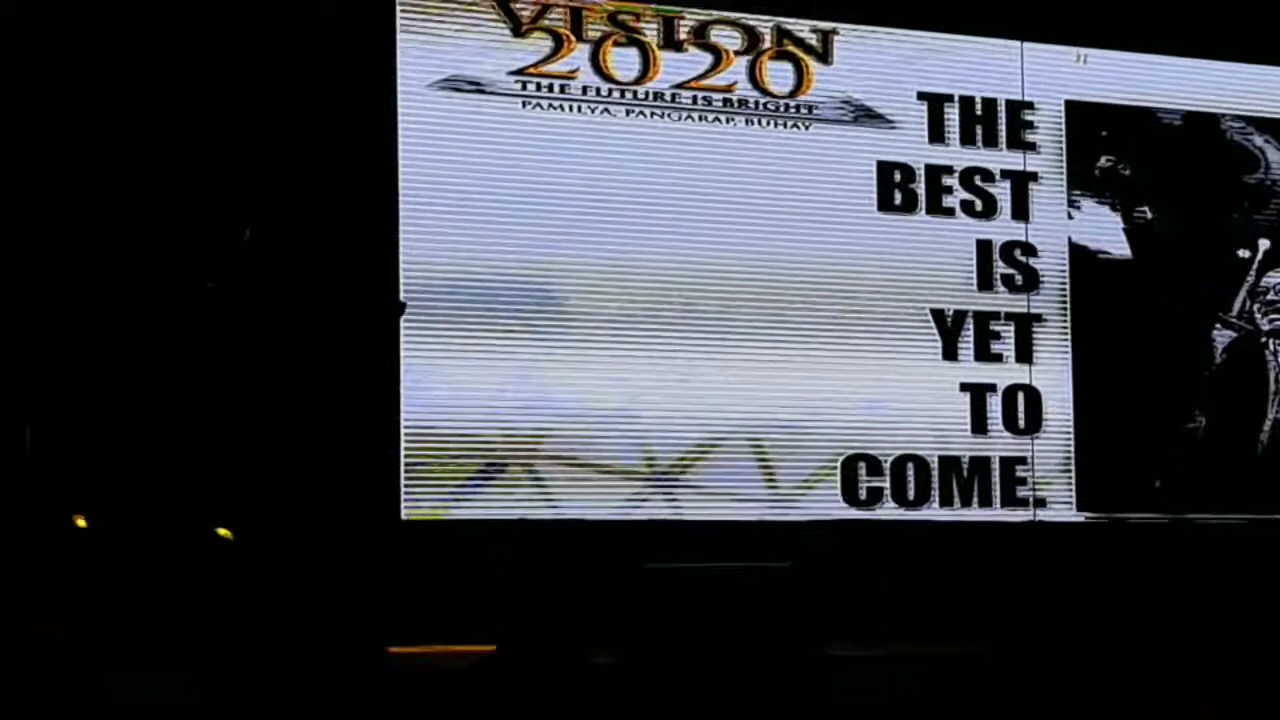 VISION
2020
THE FUTURE IS BRIGHT
PAMILYA, PANGARAP, BUHAY
THE
BEST
IS
YET
TO
COME.